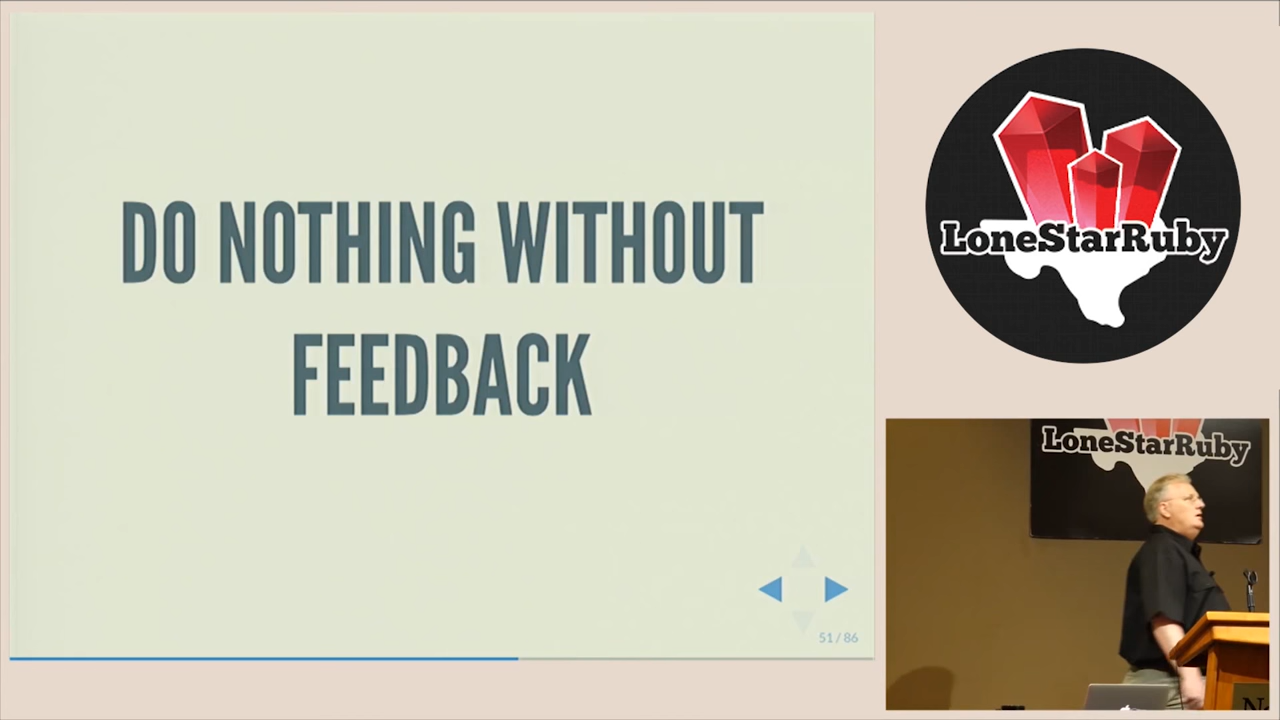 DO NOTHING WITHOUT
FEEDBACK
51 / 86
LoneStarRuby
LoneStarRuby